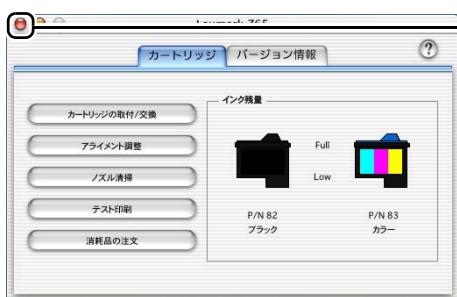 カートリッジ バージョン情報 ?
カートリッジの取付/交換
アライメント調整
ノズル清掃
テスト印刷
消耗品の注文
インク残量
Full
Low
P/N 82
ブラック
P/N 83
カラー